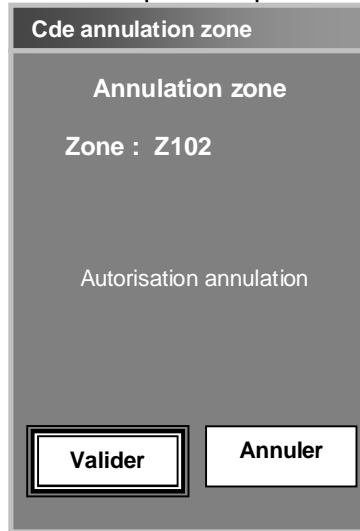 Cde annulation zone
Annulation zone
Zone : Z102
Autorisation annulation
Valider
Annuler